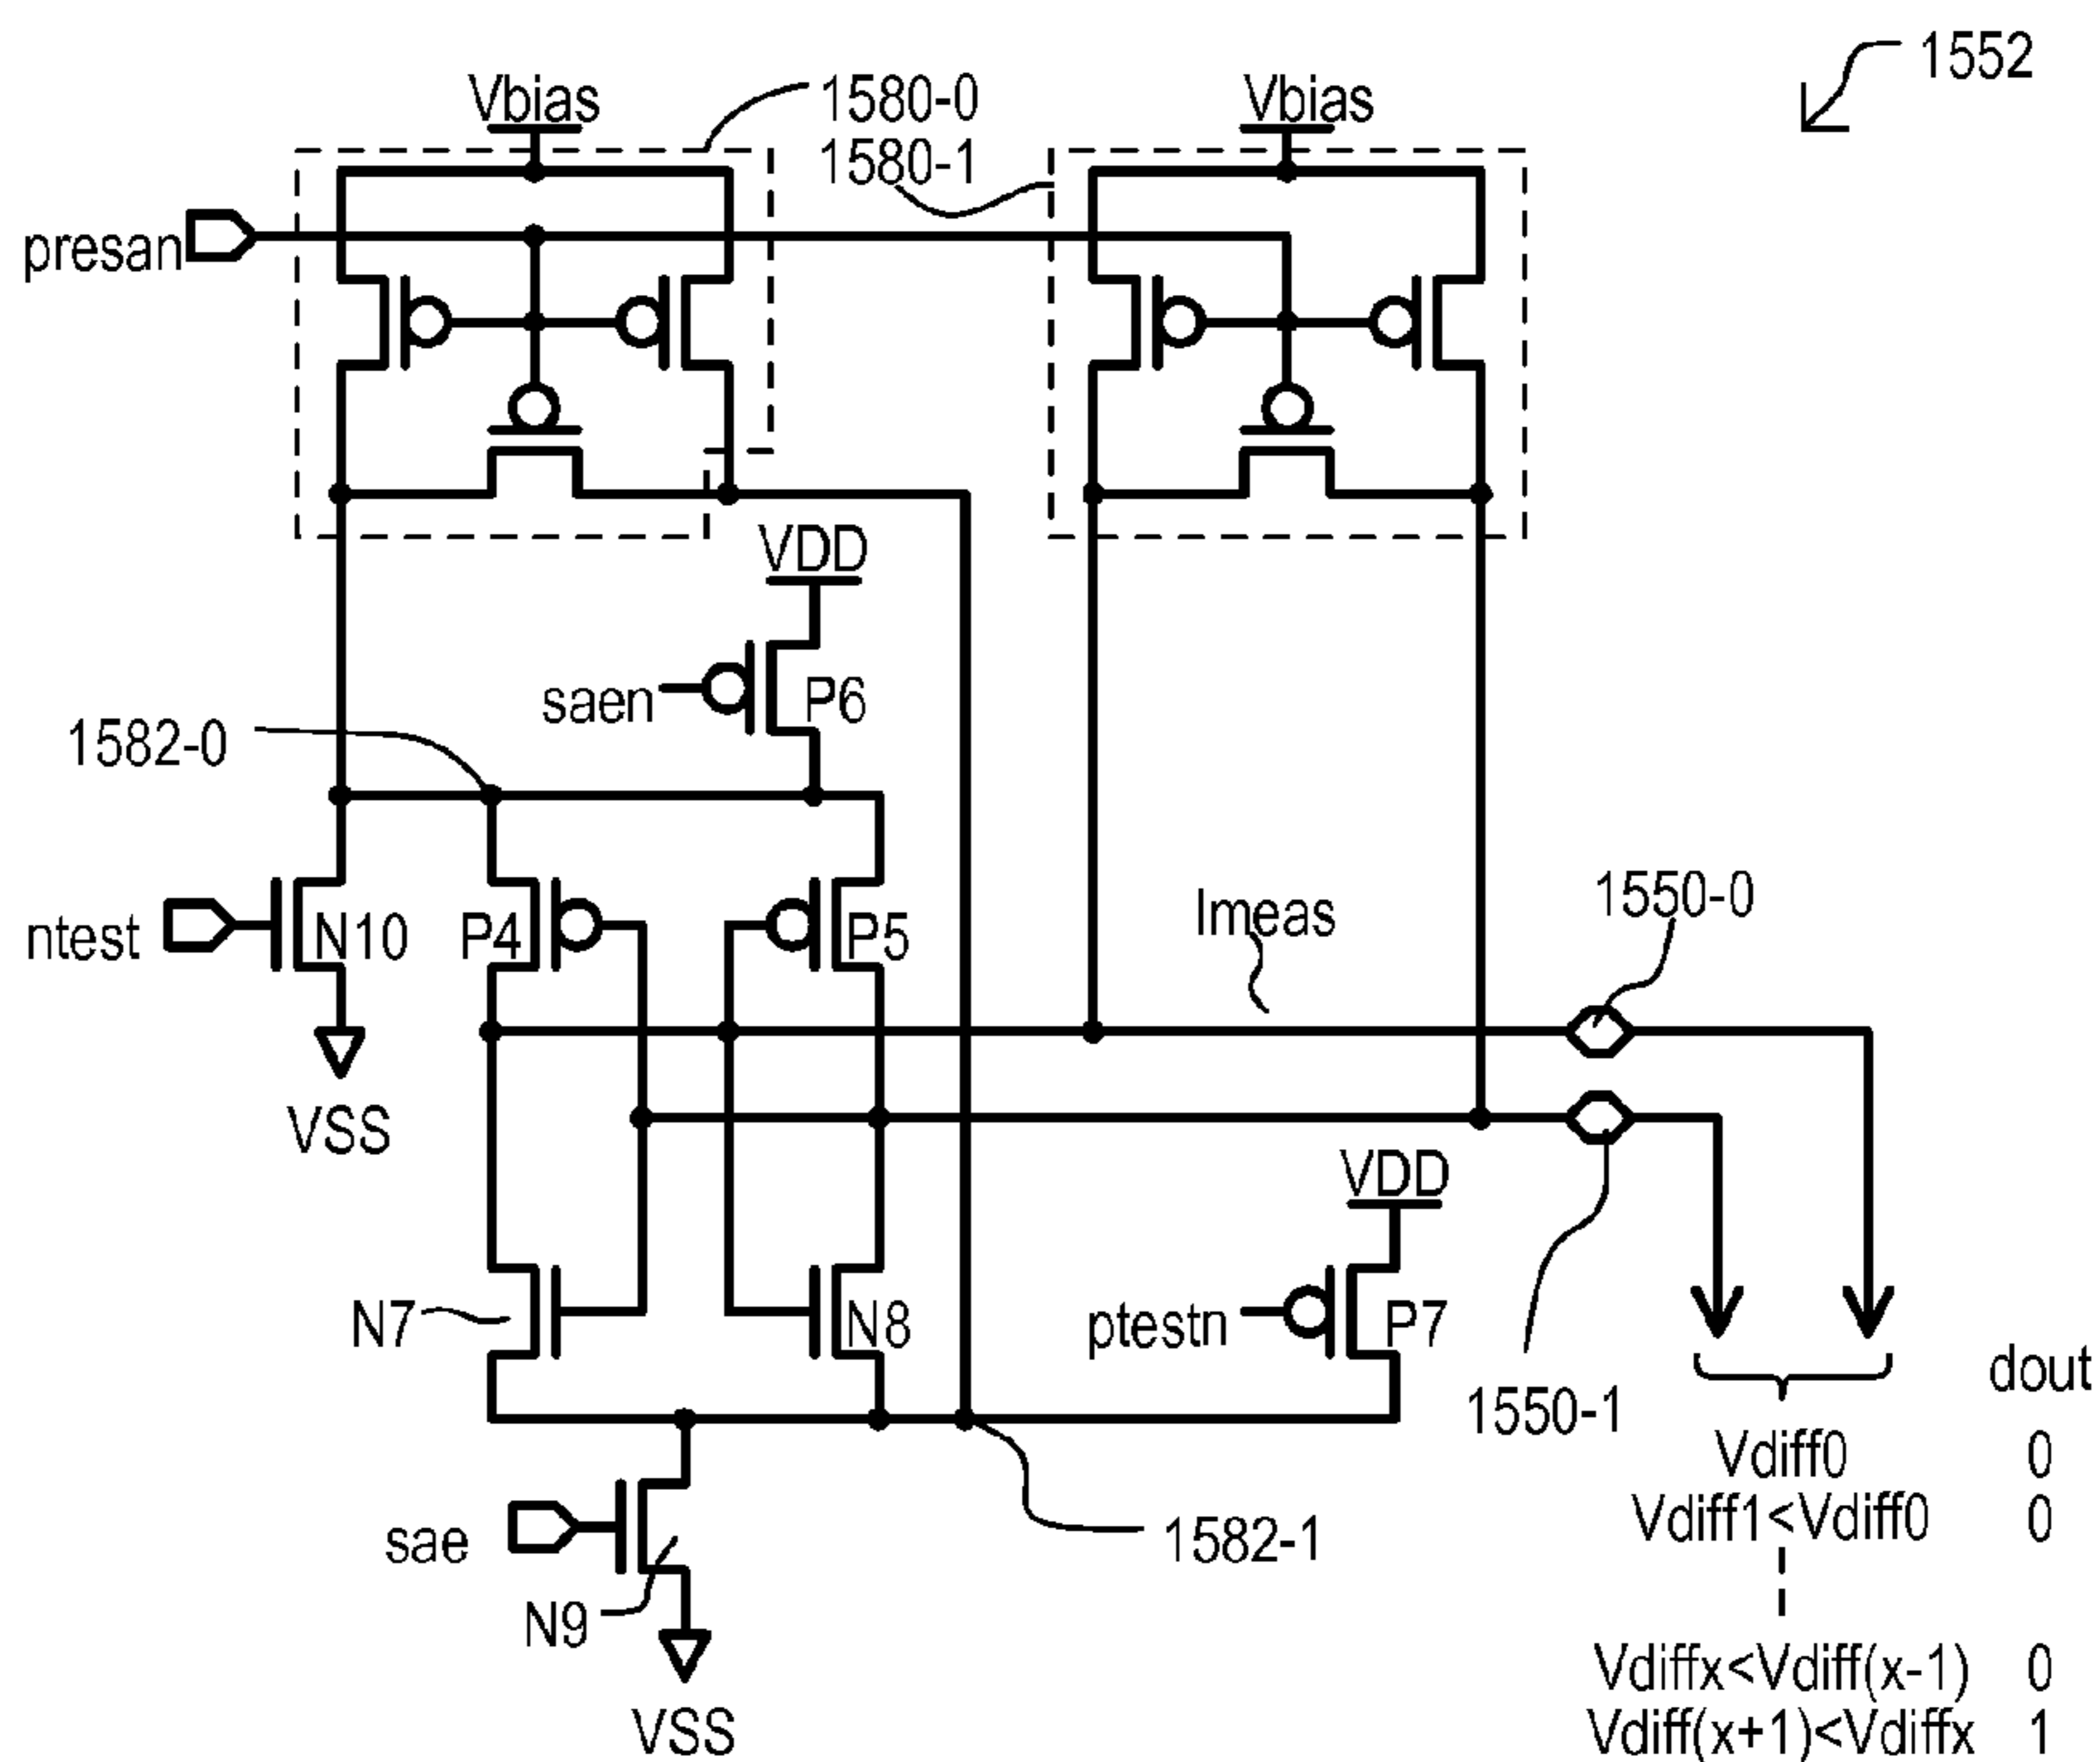 1552
Vbias
1580-0
Vbias
1580-1
presan
VDD
saen
P6
1582-0
1550-0
Imeas
ntest
N10
P4
P5
VSS
VDD
N7
N8
ptestn
P7
dout
1550-1
Vdiff0 0
Vdiff1<Vdiff0 0
sae
1582-1
N9
Vdiffx<Vdiff(x-1) 0
VSS
Vdiff(x+1)<Vdiffx 1